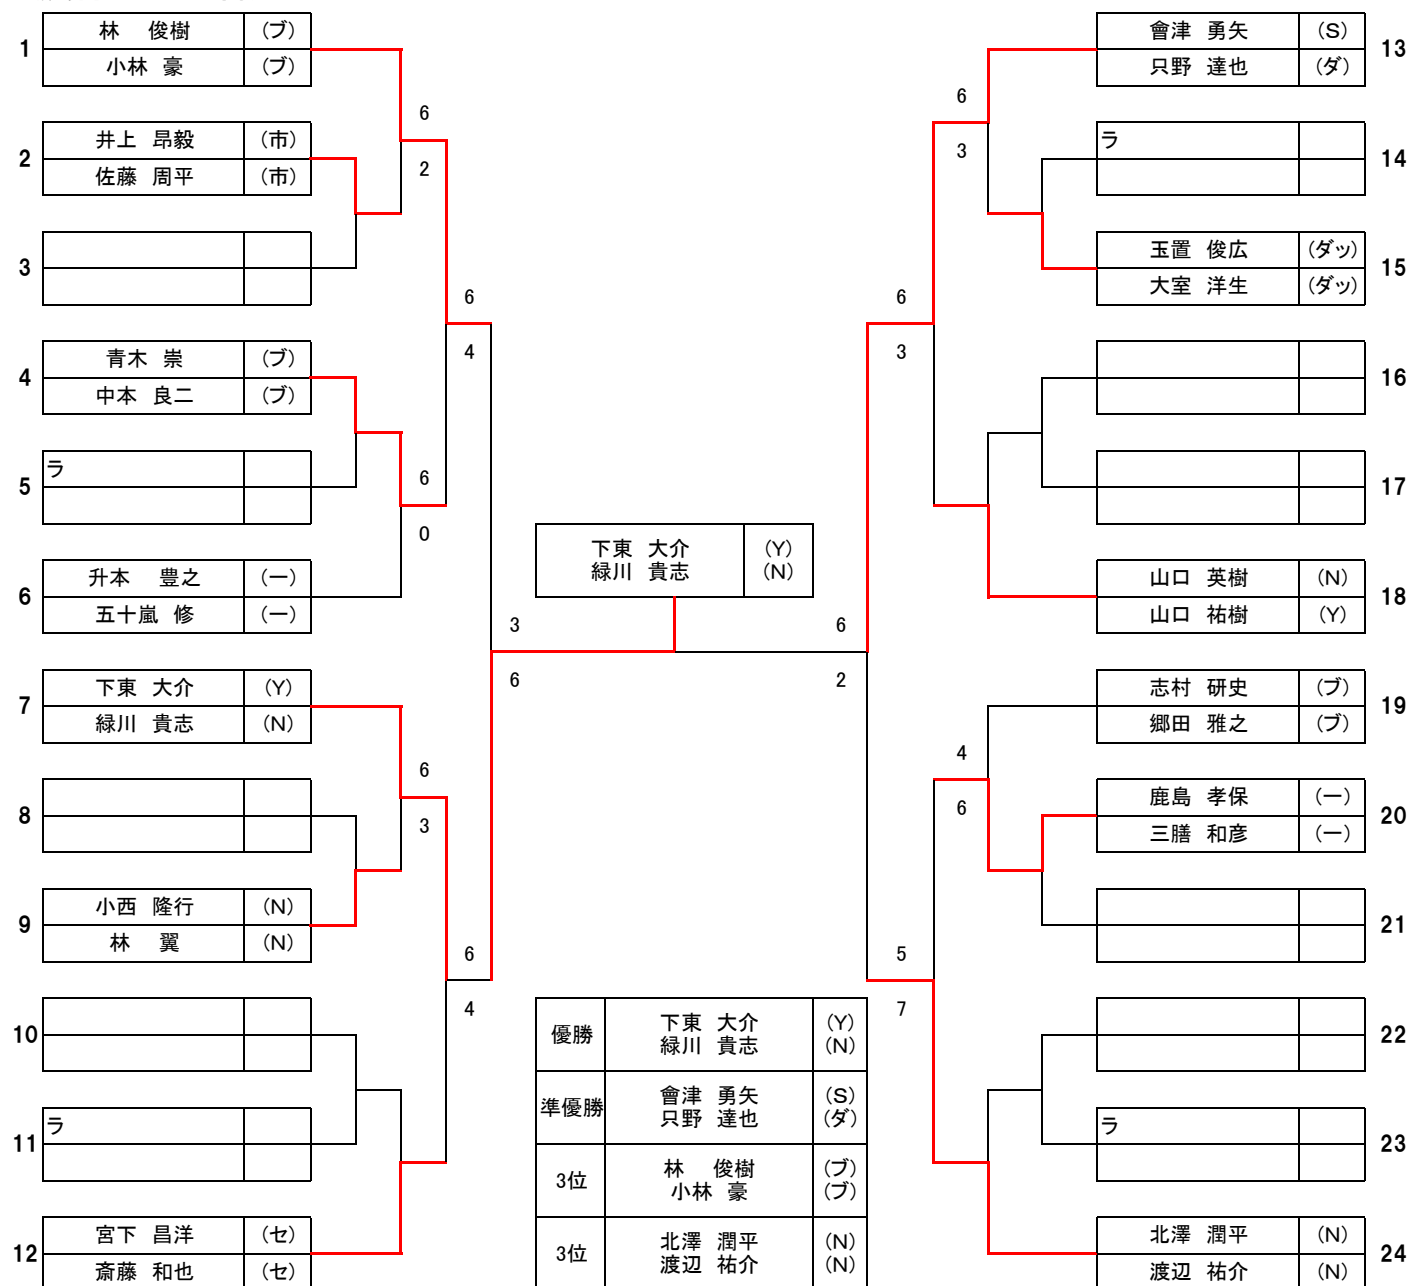 1
林 俊樹 (ブ)
小林 豪 (ブ)
2
井上 昂毅 (市)
佐藤 周平 (市)
3
4
青木 崇 (ブ)
中本 良二 (ブ)
5
ラ
6
升本 豊之 (一)
五十嵐 修 (一)
7
下東 大介 (Y)
緑川 貴志 (N)
8
9
小西 隆行 (N)
林 翼 (N)
10
11
ラ
12
宮下 昌洋 (セ)
斎藤 和也 (セ)
6
2
6
4
6
0
6
3
6
4
3
6
下東 大介 (Y)
緑川 貴志 (N)
6
2
6
3
6
3
4
6
5
7
會津 勇矢 (S)
只野 達也 (ダ)
13
ラ
14
玉置 俊広 (ダッ)
大室 洋生 (ダッ)
15
16
17
山口 英樹 (N)
山口 祐樹 (Y)
18
志村 研史 (ブ)
郷田 雅之 (ブ)
19
鹿島 孝保 (一)
三膳 和彦 (一)
20
21
22
ラ
23
北澤 潤平 (N)
渡辺 祐介 (N)
24
優勝
下東 大介 (Y)
緑川 貴志 (N)
準優勝
會津 勇矢 (S)
只野 達也 (ダ)
3位
林 俊樹 (ブ)
小林 豪 (ブ)
3位
北澤 潤平 (N)
渡辺 祐介 (N)